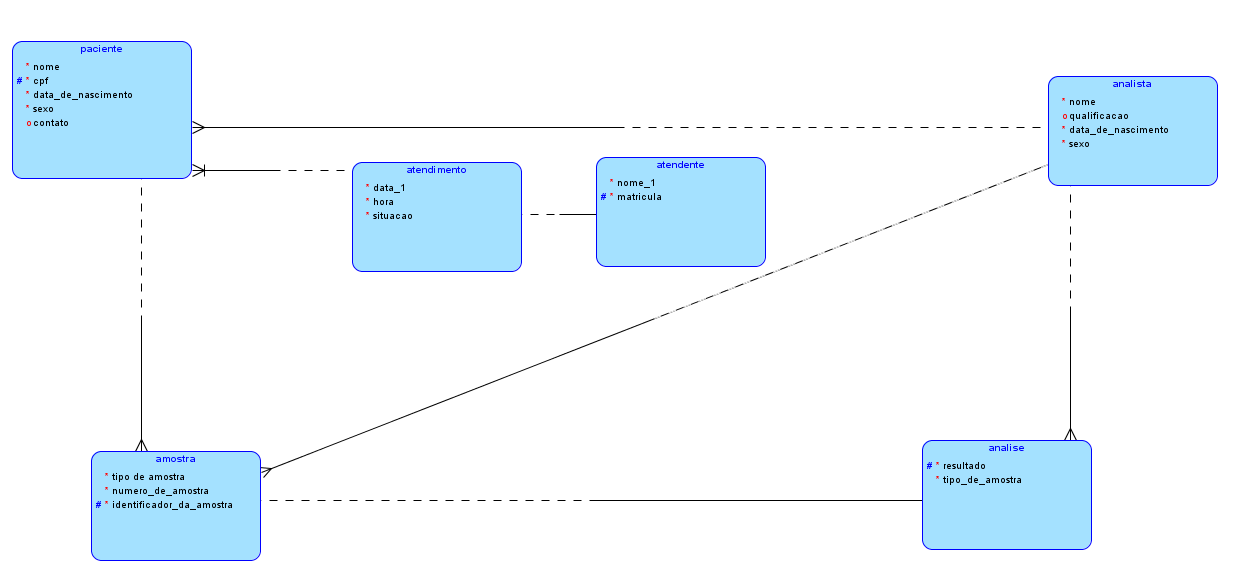 paciente
* nome
# * cpf
* data_de_nascimento
* sexo
o contato
analista
* nome
o qualificacao
* data_de_nascimento
* sexo
atendimento
* data_1
* hora
* situacao
atendente
* nome_1
# * matricula
amostra
* tipo de amostra
* numero_de_amostra
# * identificador_da_amostra
analise
# * resultado
* tipo_de_amostra